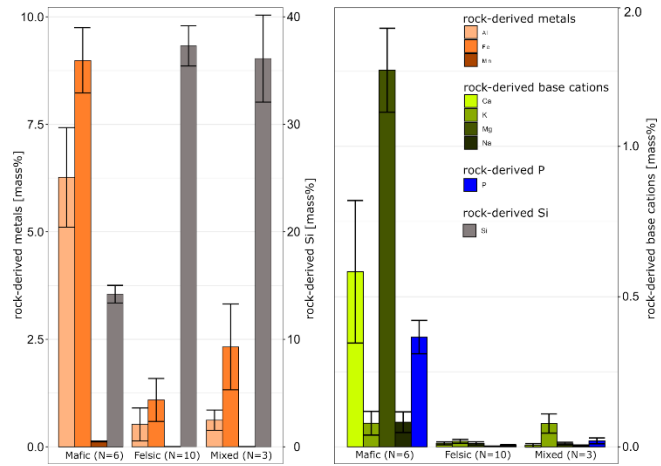 10.0
7.5
5.0
2.5
0.0
rock-derived metals [mass%]
40
30
20
10
0
rock-derived Si [mass%]
Mafic (N=6) Felsic (N=10) Mixed (N=3)
rock-derived metals
Al
Fe
Mn
rock-derived base cations
Ca
K
Mg
Na
rock-derived P
P
rock-derived Si
Si
2.0
1.0
0.5
0.0
rock-derived base cations [mass%]
Mafic (N=6) Felsic (N=10) Mixed (N=3)